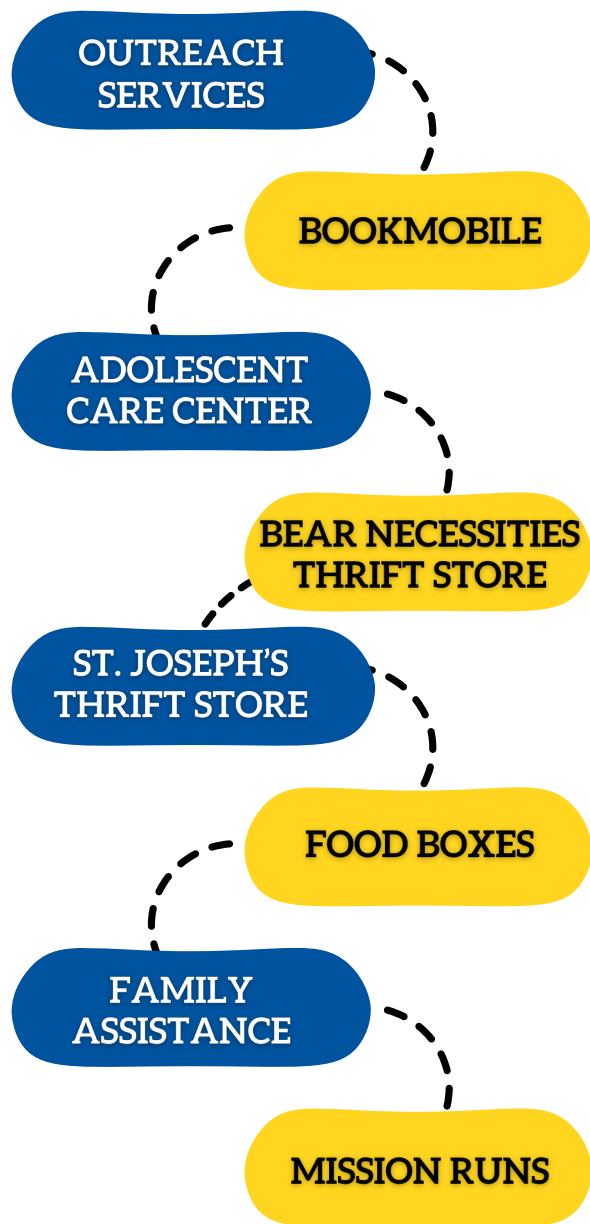 OUTREACH
SERVICES
BOOKMOBILE
ADOLESCENT
CARE CENTER
BEAR NECESSITIES
THRIFT STORE
ST. JOSEPH’S
THRIFT STORE
FOOD BOXES
FAMILY
ASSISTANCE
MISSION RUNS